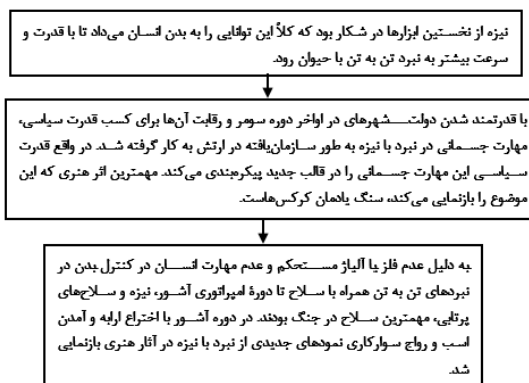 نیزه از نخستین ابزارها در شکار بود که کلاً این توانایی را به بدن انسان می‌داد تا با قدرت و
سرعت بیشتر به نبرد تن به تن با حیوان رود.
با قدرتمند شدن دولت‌شهرهای در اواخر دوره سومر و رقابت آن‌ها برای کسب قدرت سیاسی،
مهارت جسمانی در نبرد با نیزه به طور سازمان‌یافته در ارتش به کار گرفته شد. در واقع قدرت
سیاسی این مهارت جسمانی را در قالب جدید پیکره‌بندی می‌کند. مهمترین اثر هنری که این
موضوع را بازنمایی می‌کند، سنگ یادمان کرکس‌هاست.
به دلیل عدم فلز یا آلیاژ مستحکم و عدم مهارت انسان در کنترل بدن در
نبردهای تن به تن همراه با سلاح تا دورهٔ امپراتوری آشور، نیزه و سلاح‌های
پرتابی، مهمترین سلاح در جنگ بودند. در دوره آشور با اختراع ارابه و آمدن
اسب و رواج سوارکاری نمودهای جدیدی از نبرد با نیزه در آثار هنری بازنمایی
شد.